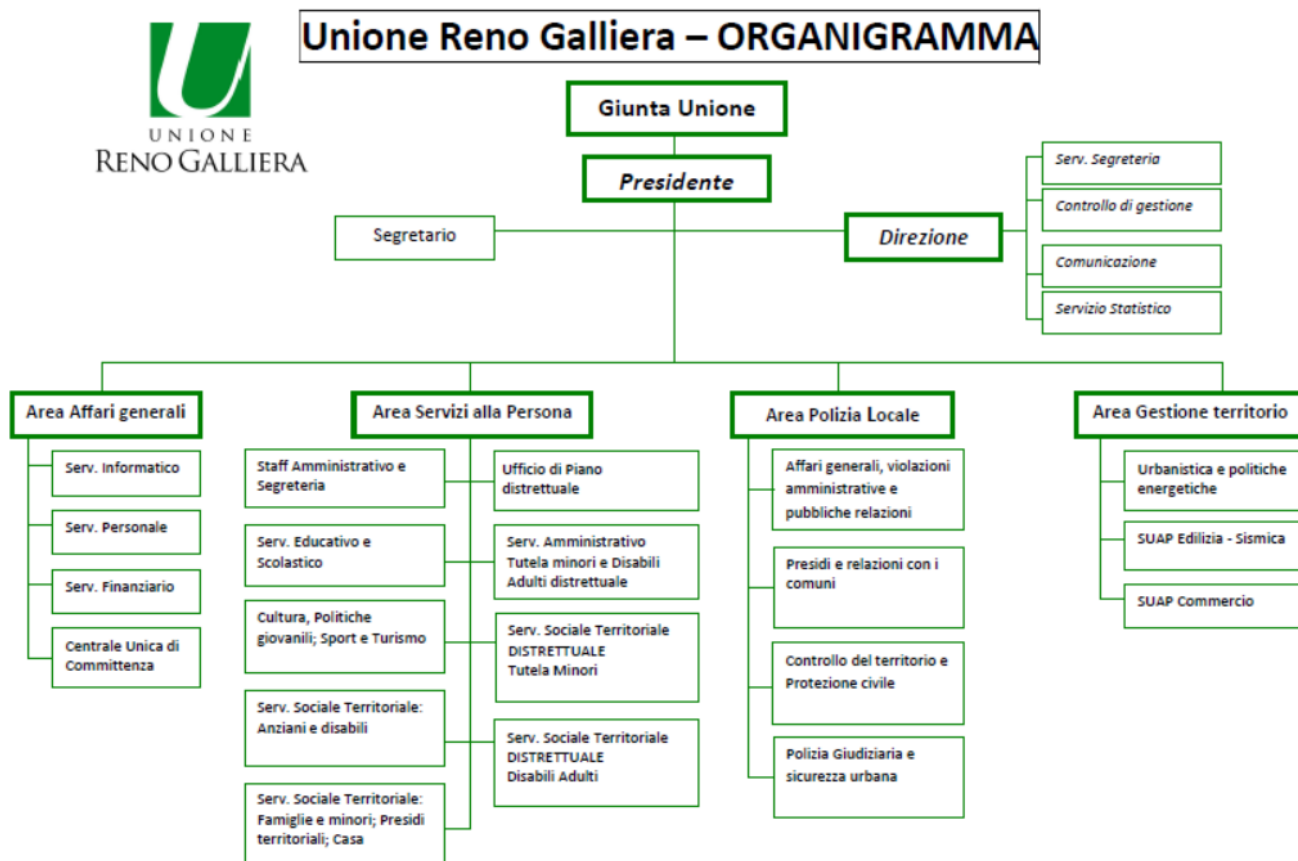 Unione Reno Galliera – ORGANIGRAMMA
UNIONE
RENO GALLIERA
Giunta Unione
Presidente
Segretario
Direzione
Serv. Segreteria
Controllo di gestione
Comunicazione
Servizio Statistico
Area Affari generali
Serv. Informatico
Serv. Personale
Serv. Finanziario
Centrale Unica di
Committenza
Area Servizi alla Persona
Staff Amministrativo e
Segreteria
Serv. Educativo e
Scolastico
Cultura, Politiche
giovanili; Sport e Turismo
Serv. Sociale Territoriale:
Anziani e disabili
Serv. Sociale Territoriale:
Famiglie e minori; Presidi
territoriali; Casa
Ufficio di Piano
distrettuale
Serv. Amministrativo
Tutela minori e Disabili
Adulti distrettuale
Serv. Sociale Territoriale
DISTRETTUALE
Tutela Minori
Serv. Sociale Territoriale
DISTRETTUALE
Disabili Adulti
Area Polizia Locale
Affari generali, violazioni
amministrative e
pubbliche relazioni
Presidi e relazioni con i
comuni
Controllo del territorio e
Protezione civile
Polizia Giudiziaria e
sicurezza urbana
Area Gestione territorio
Urbanistica e politiche
energetiche
SUAP Edilizia - Sismica
SUAP Commercio